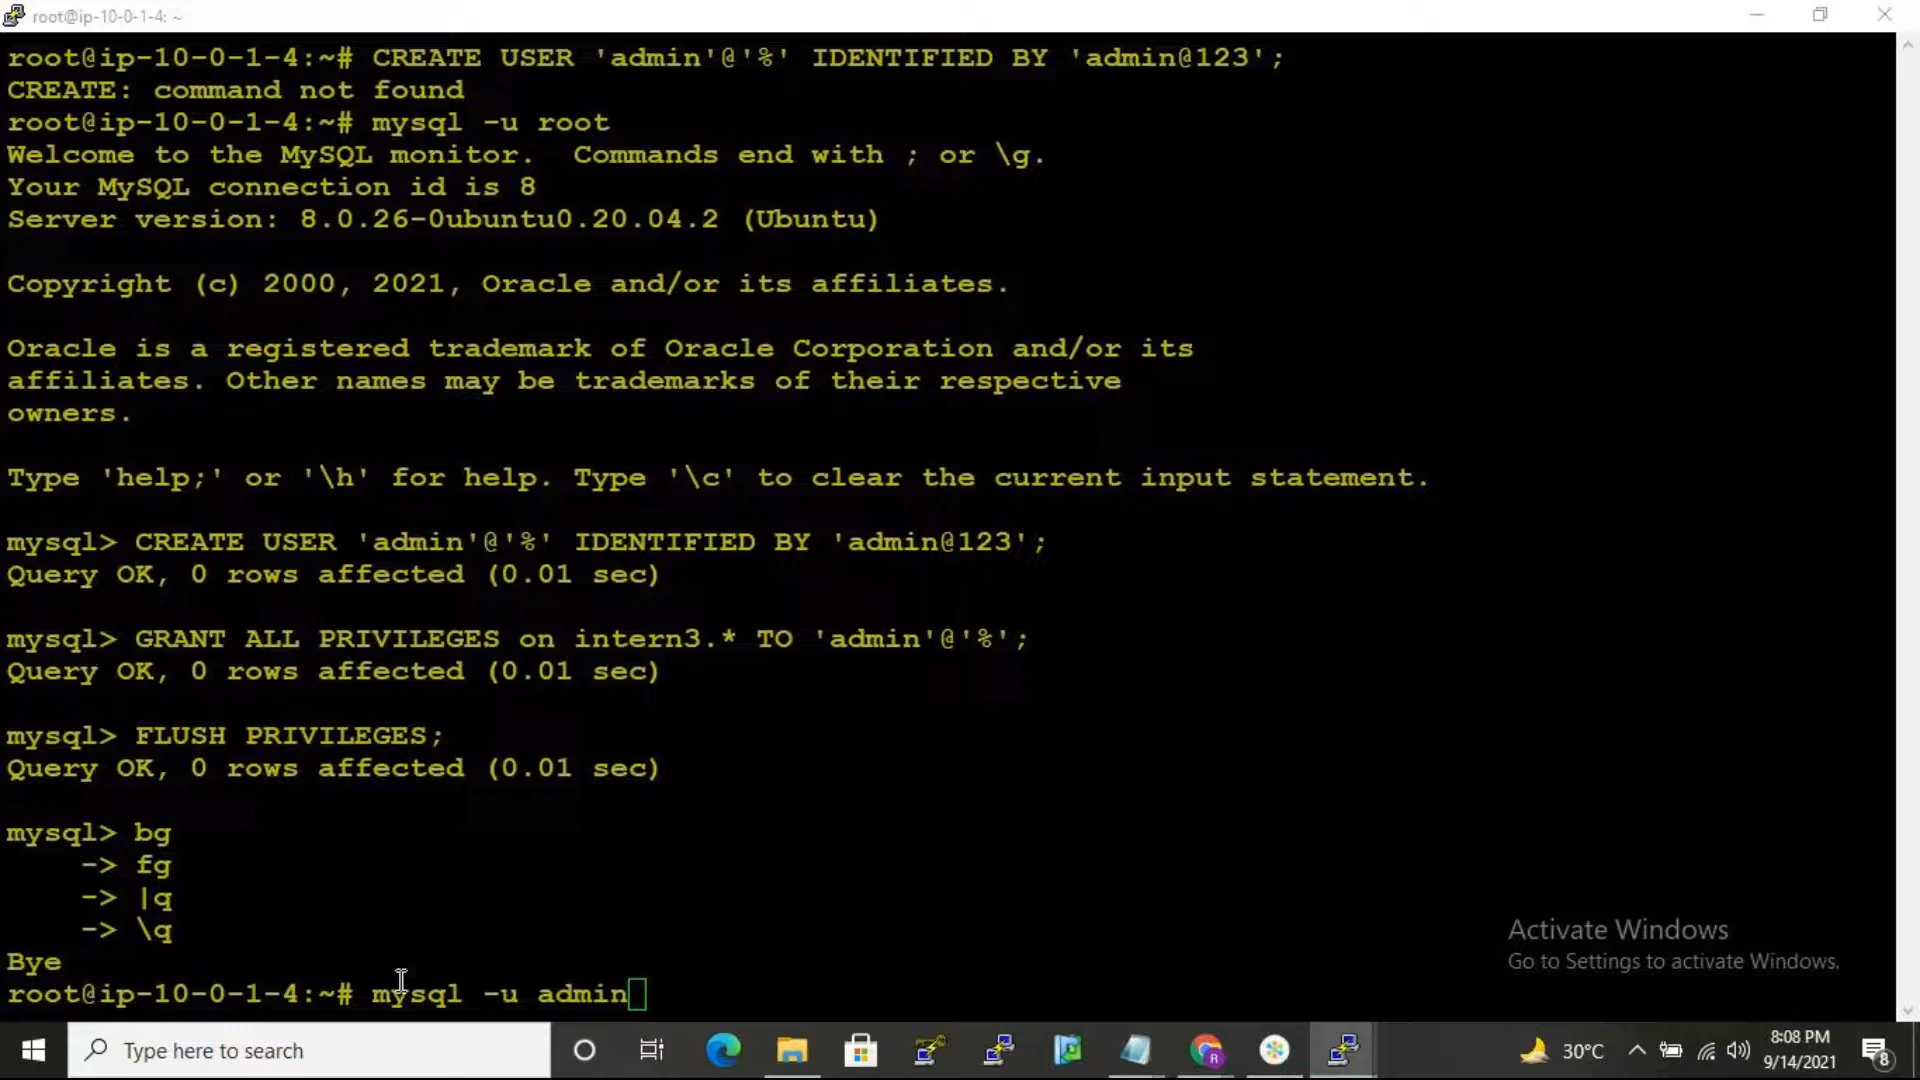 root@ip-10-0-1-4: ~
root@ip-10-0-1-4:~# CREATE USER 'admin'@'%' IDENTIFIED BY 'admin@123';
CREATE: command not found
root@ip-10-0-1-4:~# mysql -u root
Welcome to the MySQL monitor.  Commands end with ; or \g.
Your MySQL connection id is 8
Server version: 8.0.26-0ubuntu0.20.04.2 (Ubuntu)
Copyright (c) 2000, 2021, Oracle and/or its affiliates.
Oracle is a registered trademark of Oracle Corporation and/or its
affiliates. Other names may be trademarks of their respective
owners.
Type 'help;' or '\h' for help. Type '\c' to clear the current input statement.
mysql> CREATE USER 'admin'@'%' IDENTIFIED BY 'admin@123';
Query OK, 0 rows affected (0.01 sec)
mysql> GRANT ALL PRIVILEGES on intern3.* TO 'admin'@'%';
Query OK, 0 rows affected (0.01 sec)
mysql> FLUSH PRIVILEGES;
Query OK, 0 rows affected (0.01 sec)
mysql> bg
    -> fg
    -> |q
    -> \q
Bye
root@ip-10-0-1-4:~# mysql -u admin
Activate Windows
Go to Settings to activate Windows.
Type here to search
R
30°C
8:08 PM
9/14/2021
8